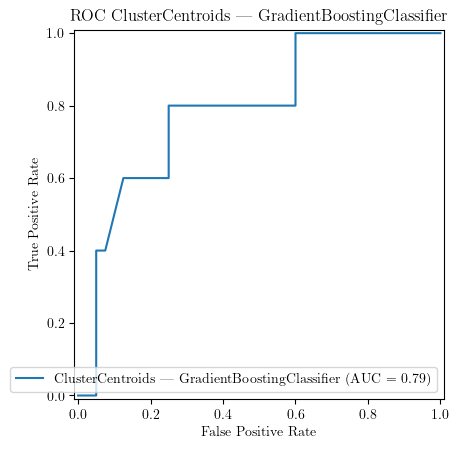 ROC ClusterCentroids — GradientBoostingClassifier
1.0
0.8
0.6
0.4
0.2
0.0
True Positive Rate
ClusterCentroids — GradientBoostingClassifier (AUC = 0.79)
0.0 0.2 0.4 0.6 0.8 1.0
False Positive Rate